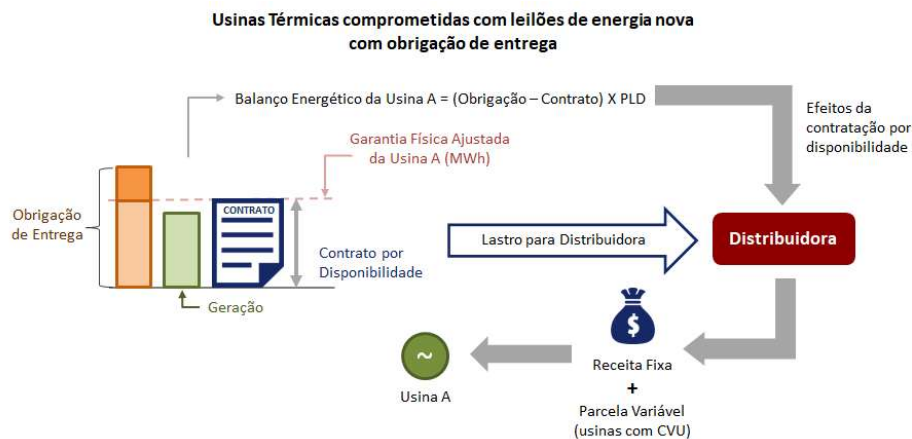 Usinas Térmicas comprometidas com leilões de energia nova
com obrigação de entrega
Balanço Energético da Usina A = (Obrigação – Contrato) X PLD
Efeitos da
contratação por
disponibilidade
Garantia Física Ajustada
da Usina A (MWh)
Obrigação
de Entrega
CONTRATO
Contrato por
Disponibilidade
Lastro para Distribuidora
Distribuidora
Geração
$
~
Usina A
Receita Fixa
+
Parcela Variável
(usinas com CVU)